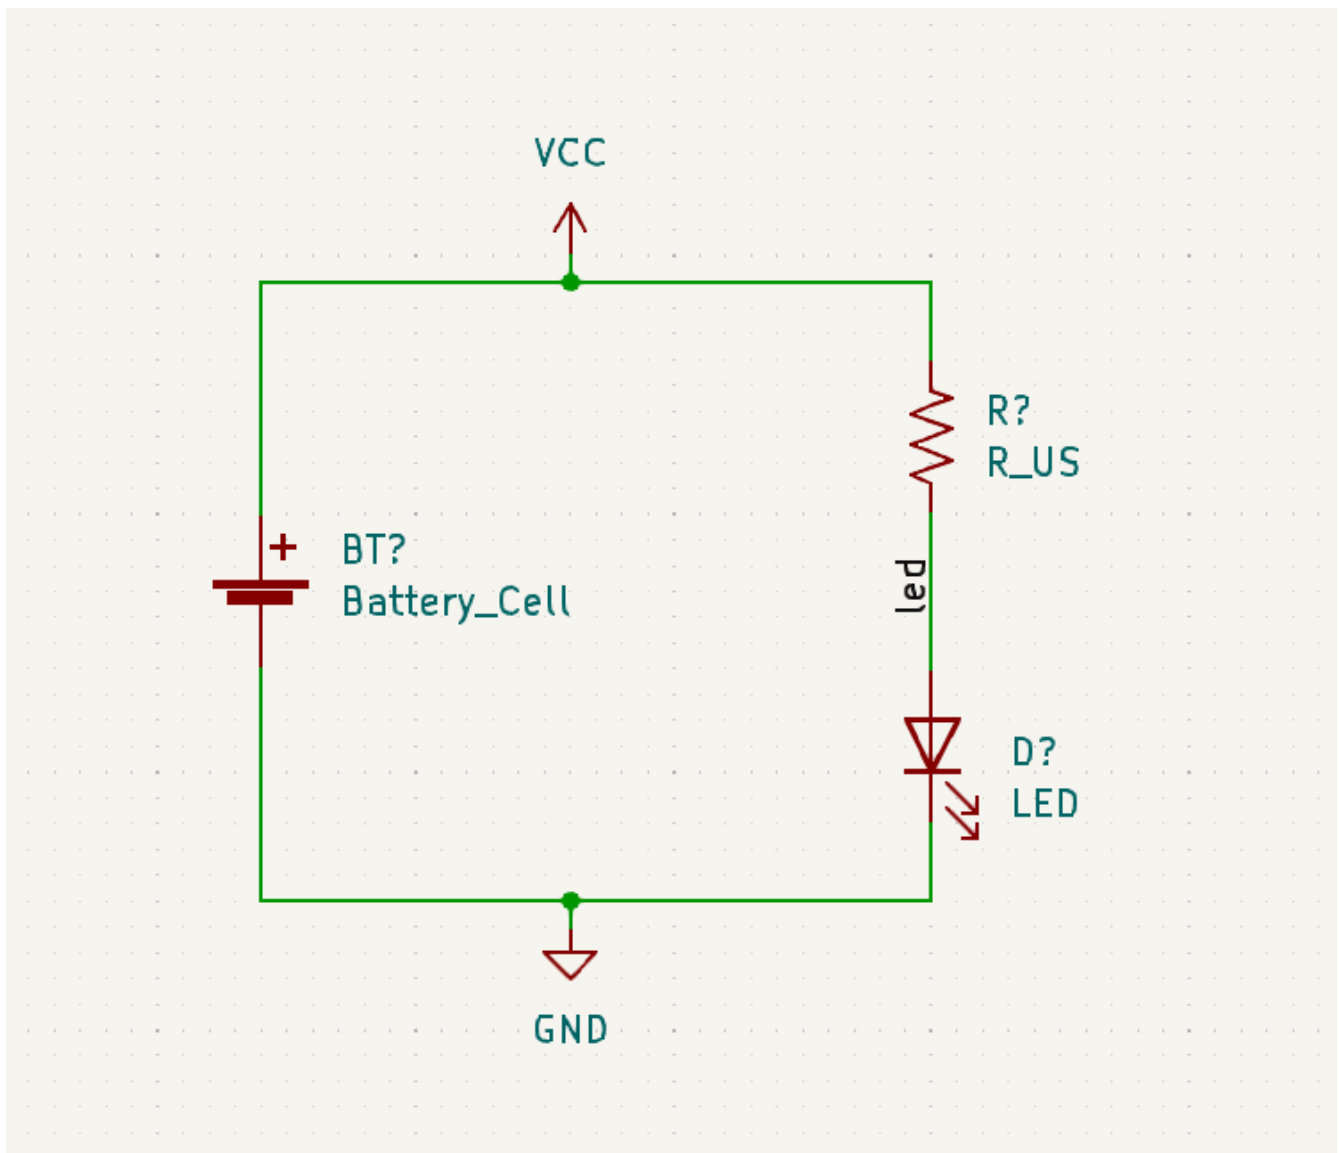 VCC
R?
R_US
+
BT?
Battery_Cell
led
D?
LED
GND